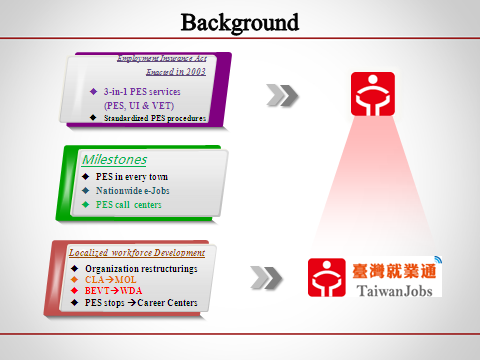 Background
Employment Insurance Act
Enacted in 2003
◆ 3-in-1 PES services
(PES, UI & VET)
◆ Standardized PES procedures
Milestones
◆ PES in every town
◆ Nationwide e-Jobs
◆ PES call centers
Localized workforce Development
◆ Organization restructurings
◆ CLA→MOL
◆ BEVT→WDA
◆ PES stops →Career Centers
臺灣就業通
TaiwanJobs